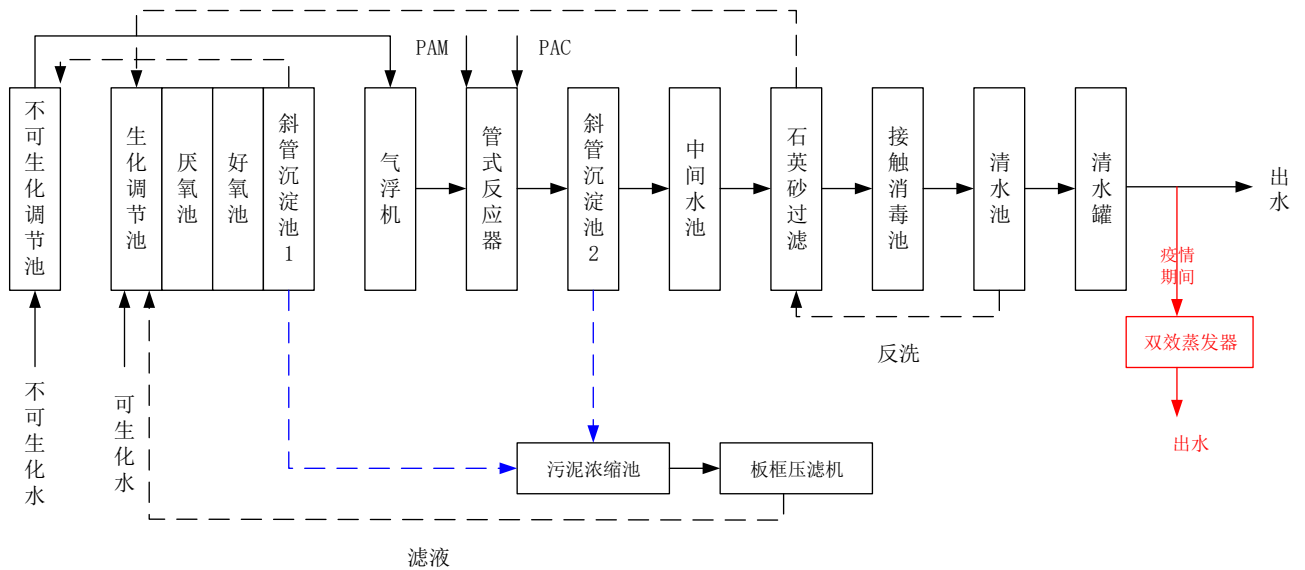 PAM
PAC
不可生化调节池
生化调节池
厌氧池
好氧池
斜管沉淀池1
气浮机
管式反应器
斜管沉淀池2
中间水池
石英砂过滤
接触消毒池
清水池
清水罐
出水
疫情
期间
双效蒸发器
出水
反洗
不可生化水
可生化水
污泥浓缩池
板框压滤机
滤液